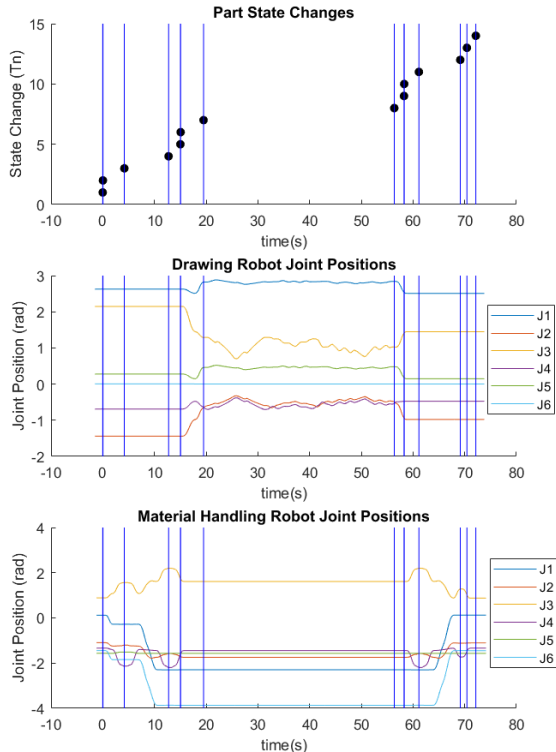 Part State Changes
15
10
5
0
State Change (Tn)
-10 0 10 20 30 40 50 60 70 80
time(s)
Drawing Robot Joint Positions
3
2
1
0
-1
-2
Joint Position (rad)
J1
J2
J3
J4
J5
J6
-10 0 10 20 30 40 50 60 70 80
time(s)
Material Handling Robot Joint Positions
4
2
0
-2
-4
Joint Position (rad)
J1
J2
J3
J4
J5
J6
-10 0 10 20 30 40 50 60 70 80
time(s)